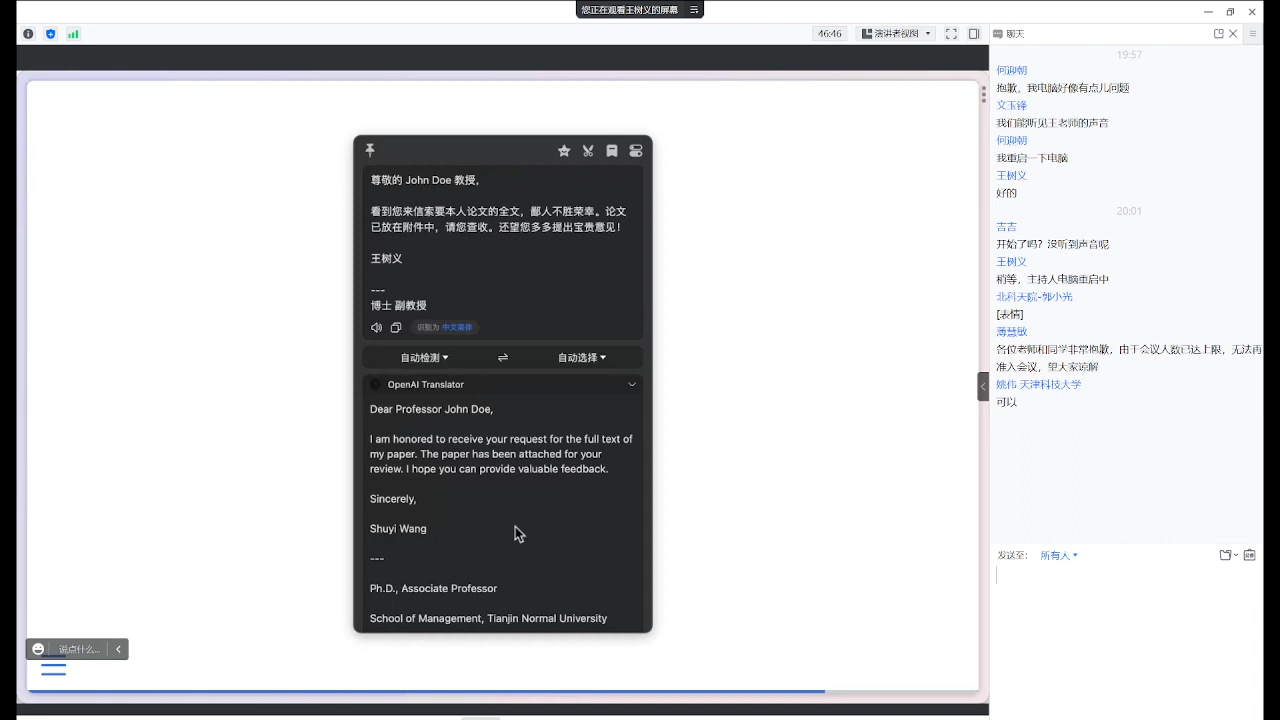 您正在观看王树义的屏幕
46:46
演讲者视图
聊天
尊敬的 John Doe 教授，
看到您来信索要本人论文的全文，鄙人不胜荣幸。论文
已放在附件中，请您查收。还望您多多提出宝贵意见！
王树义
---
博士 副教授
识别为 中文简体
自动检测
自动选择
OpenAI Translator
Dear Professor John Doe,
I am honored to receive your request for the full text of
my paper. The paper has been attached for your
review. I hope you can provide valuable feedback.
Sincerely,
Shuyi Wang
---
Ph.D., Associate Professor
School of Management, Tianjin Normal University
说点什么...
19:57
何迎朝
抱歉，我电脑好像有点儿问题
文玉锋
我们能听见王老师的声音
何迎朝
我重启一下电脑
王树义
好的
20:01
吉吉
开始了吗？没听到声音呢
王树义
稍等，主持人电脑重启中
北科天院-郭小光
[表情]
薄慧敏
各位老师和同学非常抱歉，由于会议人数已达上限，无法再
准入会议，望大家谅解
姚伟 天津科技大学
可以
发送至:
所有人